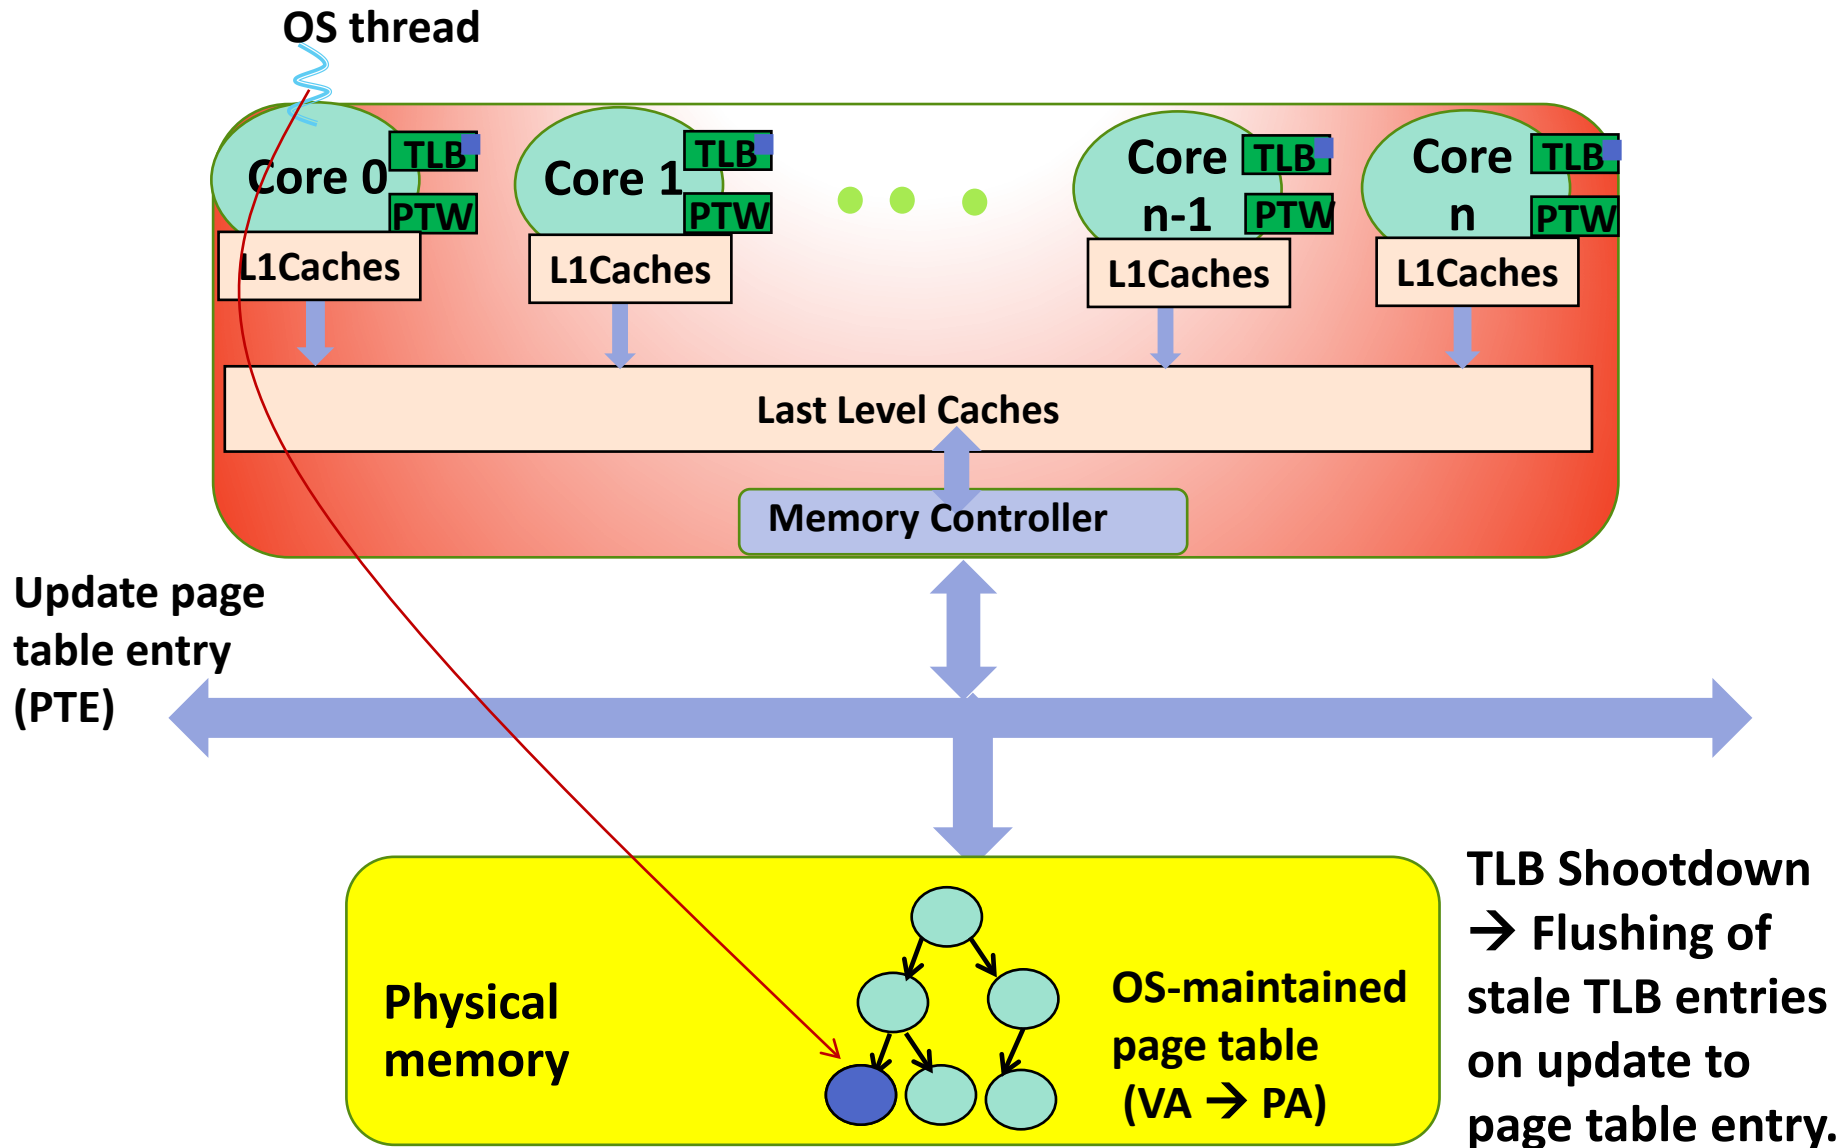 OS thread
Core 0
TLB
PTW
L1Caches
Core 1
TLB
PTW
L1Caches
Core
n-1
TLB
PTW
L1Caches
Core
n
TLB
PTW
L1Caches
Last Level Caches
Memory Controller
Update page
table entry
(PTE)
Physical
memory
OS-maintained
page table
(VA → PA)
TLB Shootdown
→ Flushing of
stale TLB entries
on update to
page table entry.